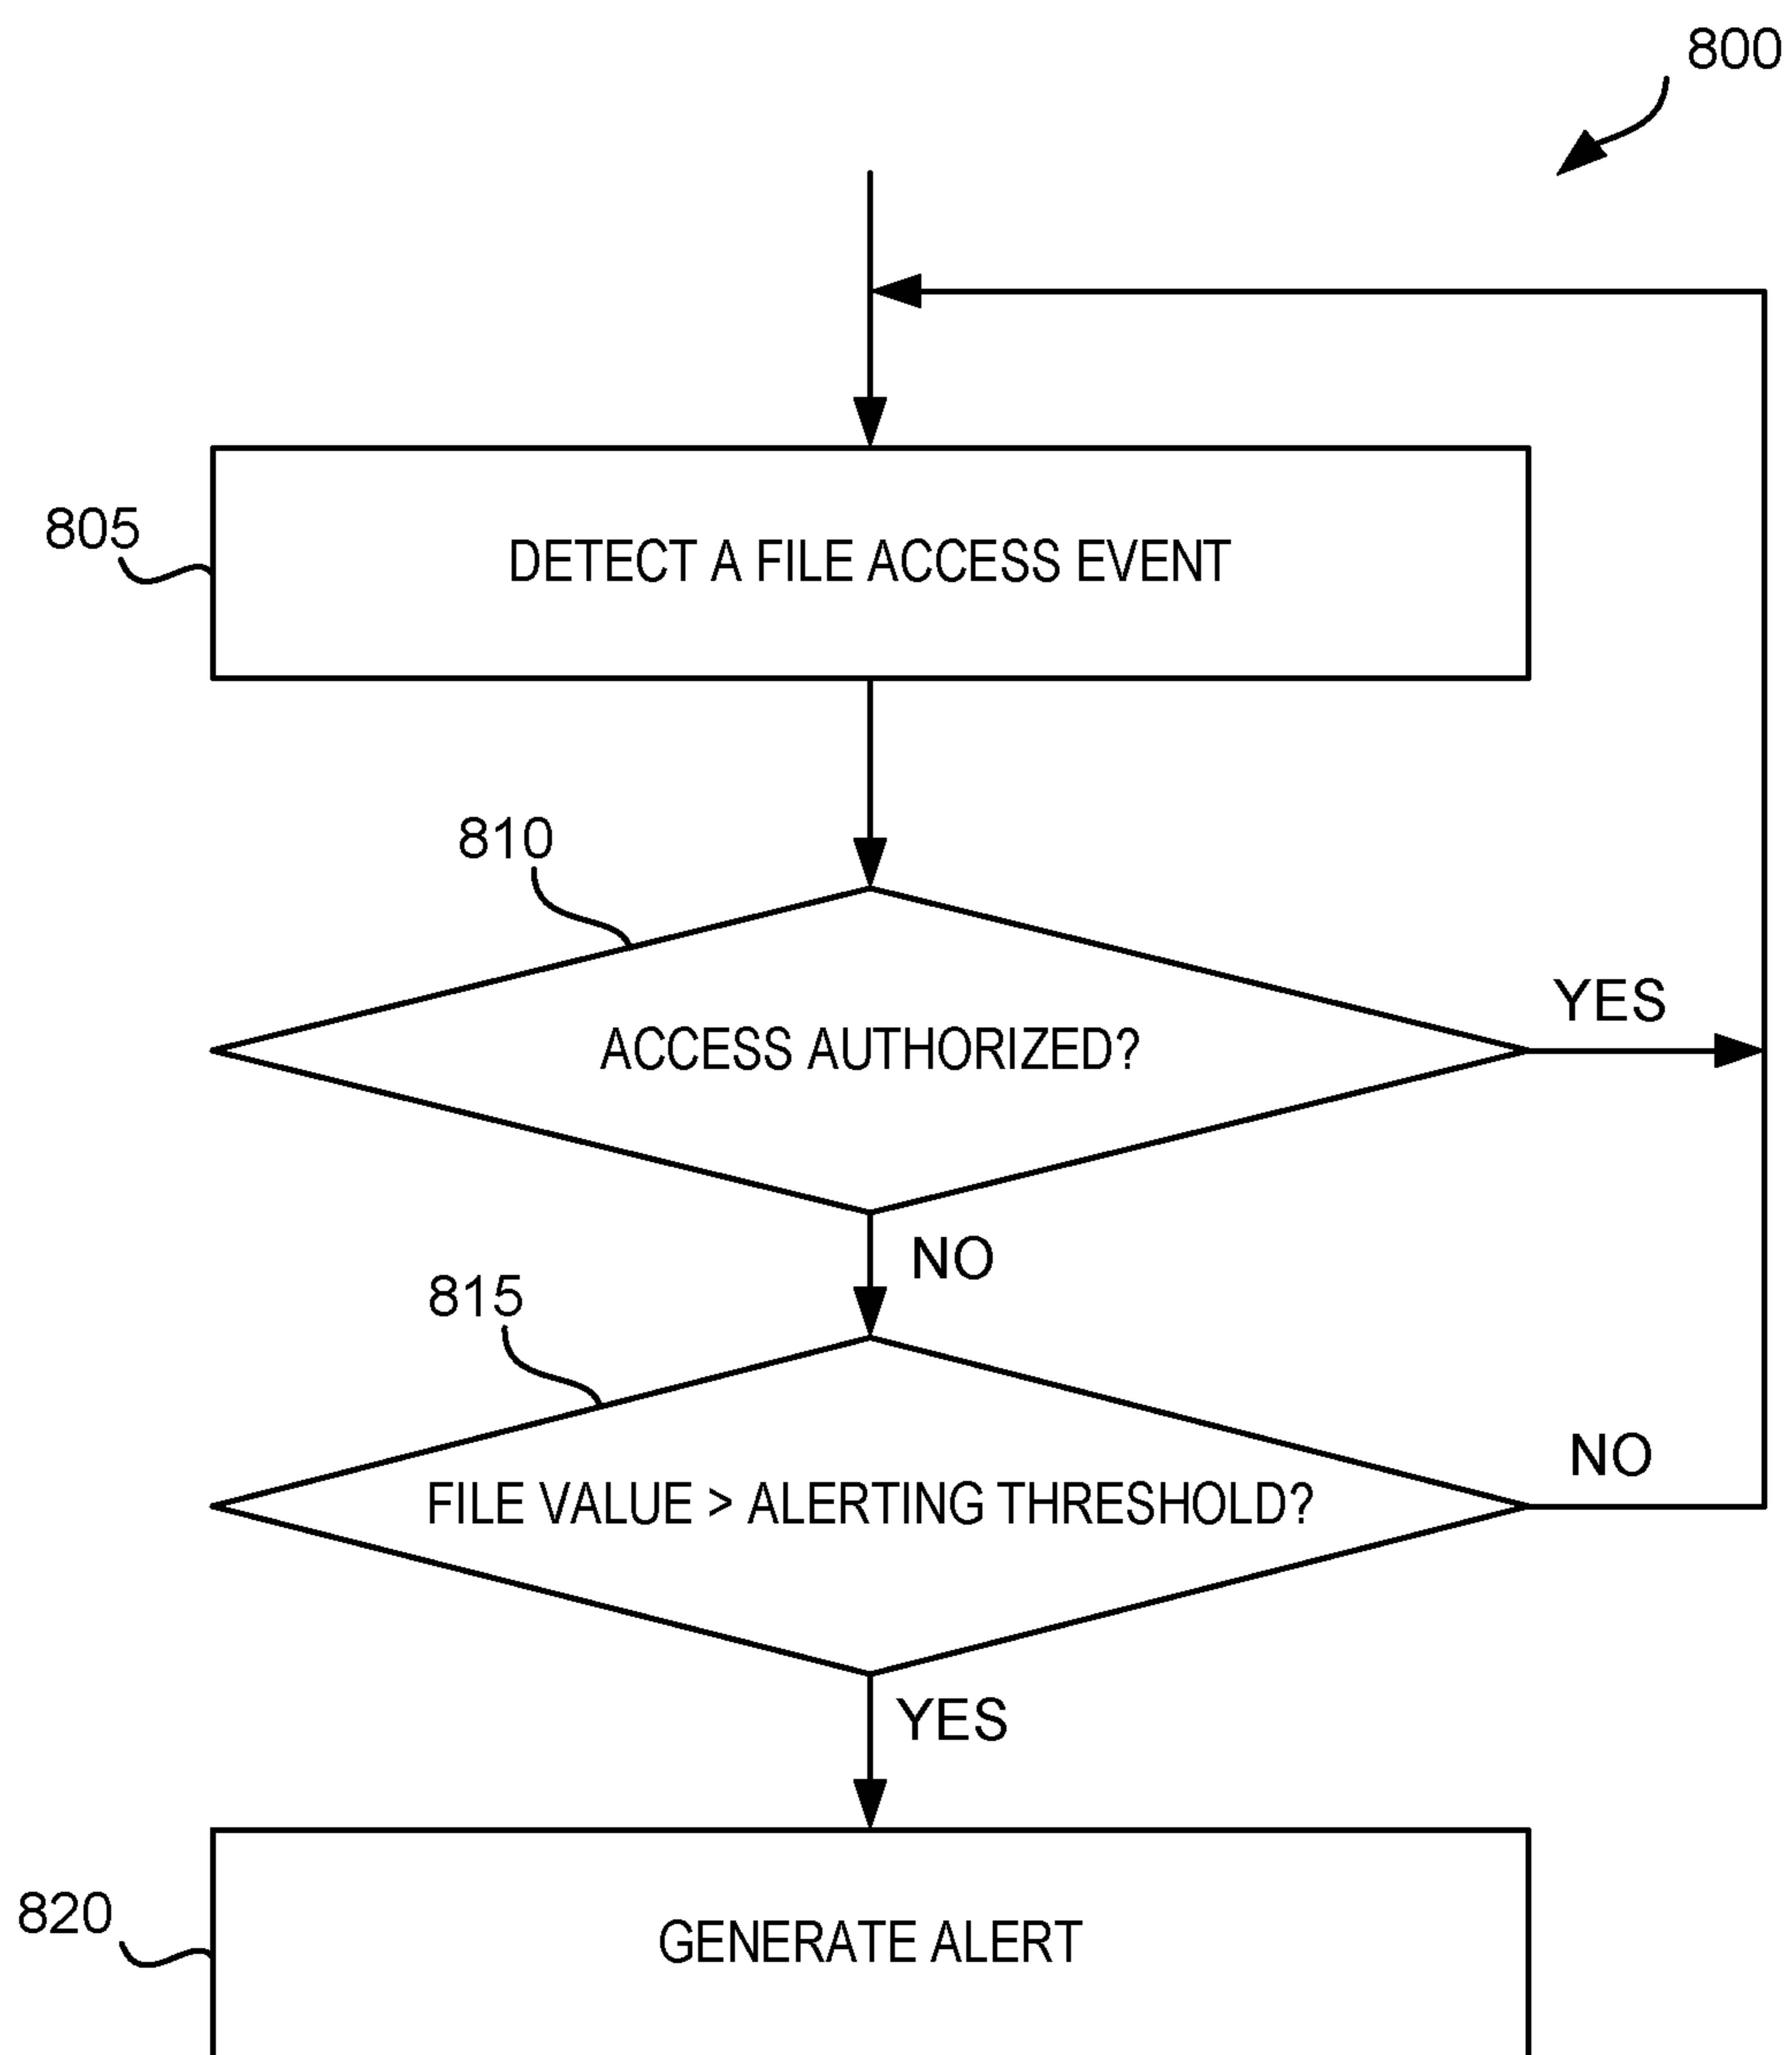 800
805
DETECT A FILE ACCESS EVENT
810
ACCESS AUTHORIZED?
YES
NO
815
FILE VALUE > ALERTING THRESHOLD?
NO
YES
820
GENERATE ALERT